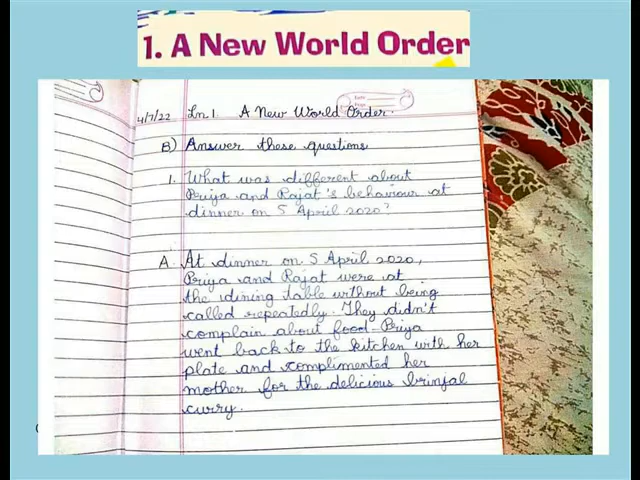 1. A New World Order
4/7/22 Ln 1. A New World Order.
B) Answer these questions
1. What was different about
Priya and Rajat's behaviour at
dinner on 5 April 2020?
A. At dinner on 5 April 2020,
Priya and Rajat were at
the dining table without being
called repeatedly. They didn't
complain about food - Priya
went back to the kitchen with her
plate and complimented her
mother for the delicious brinjal
curry.